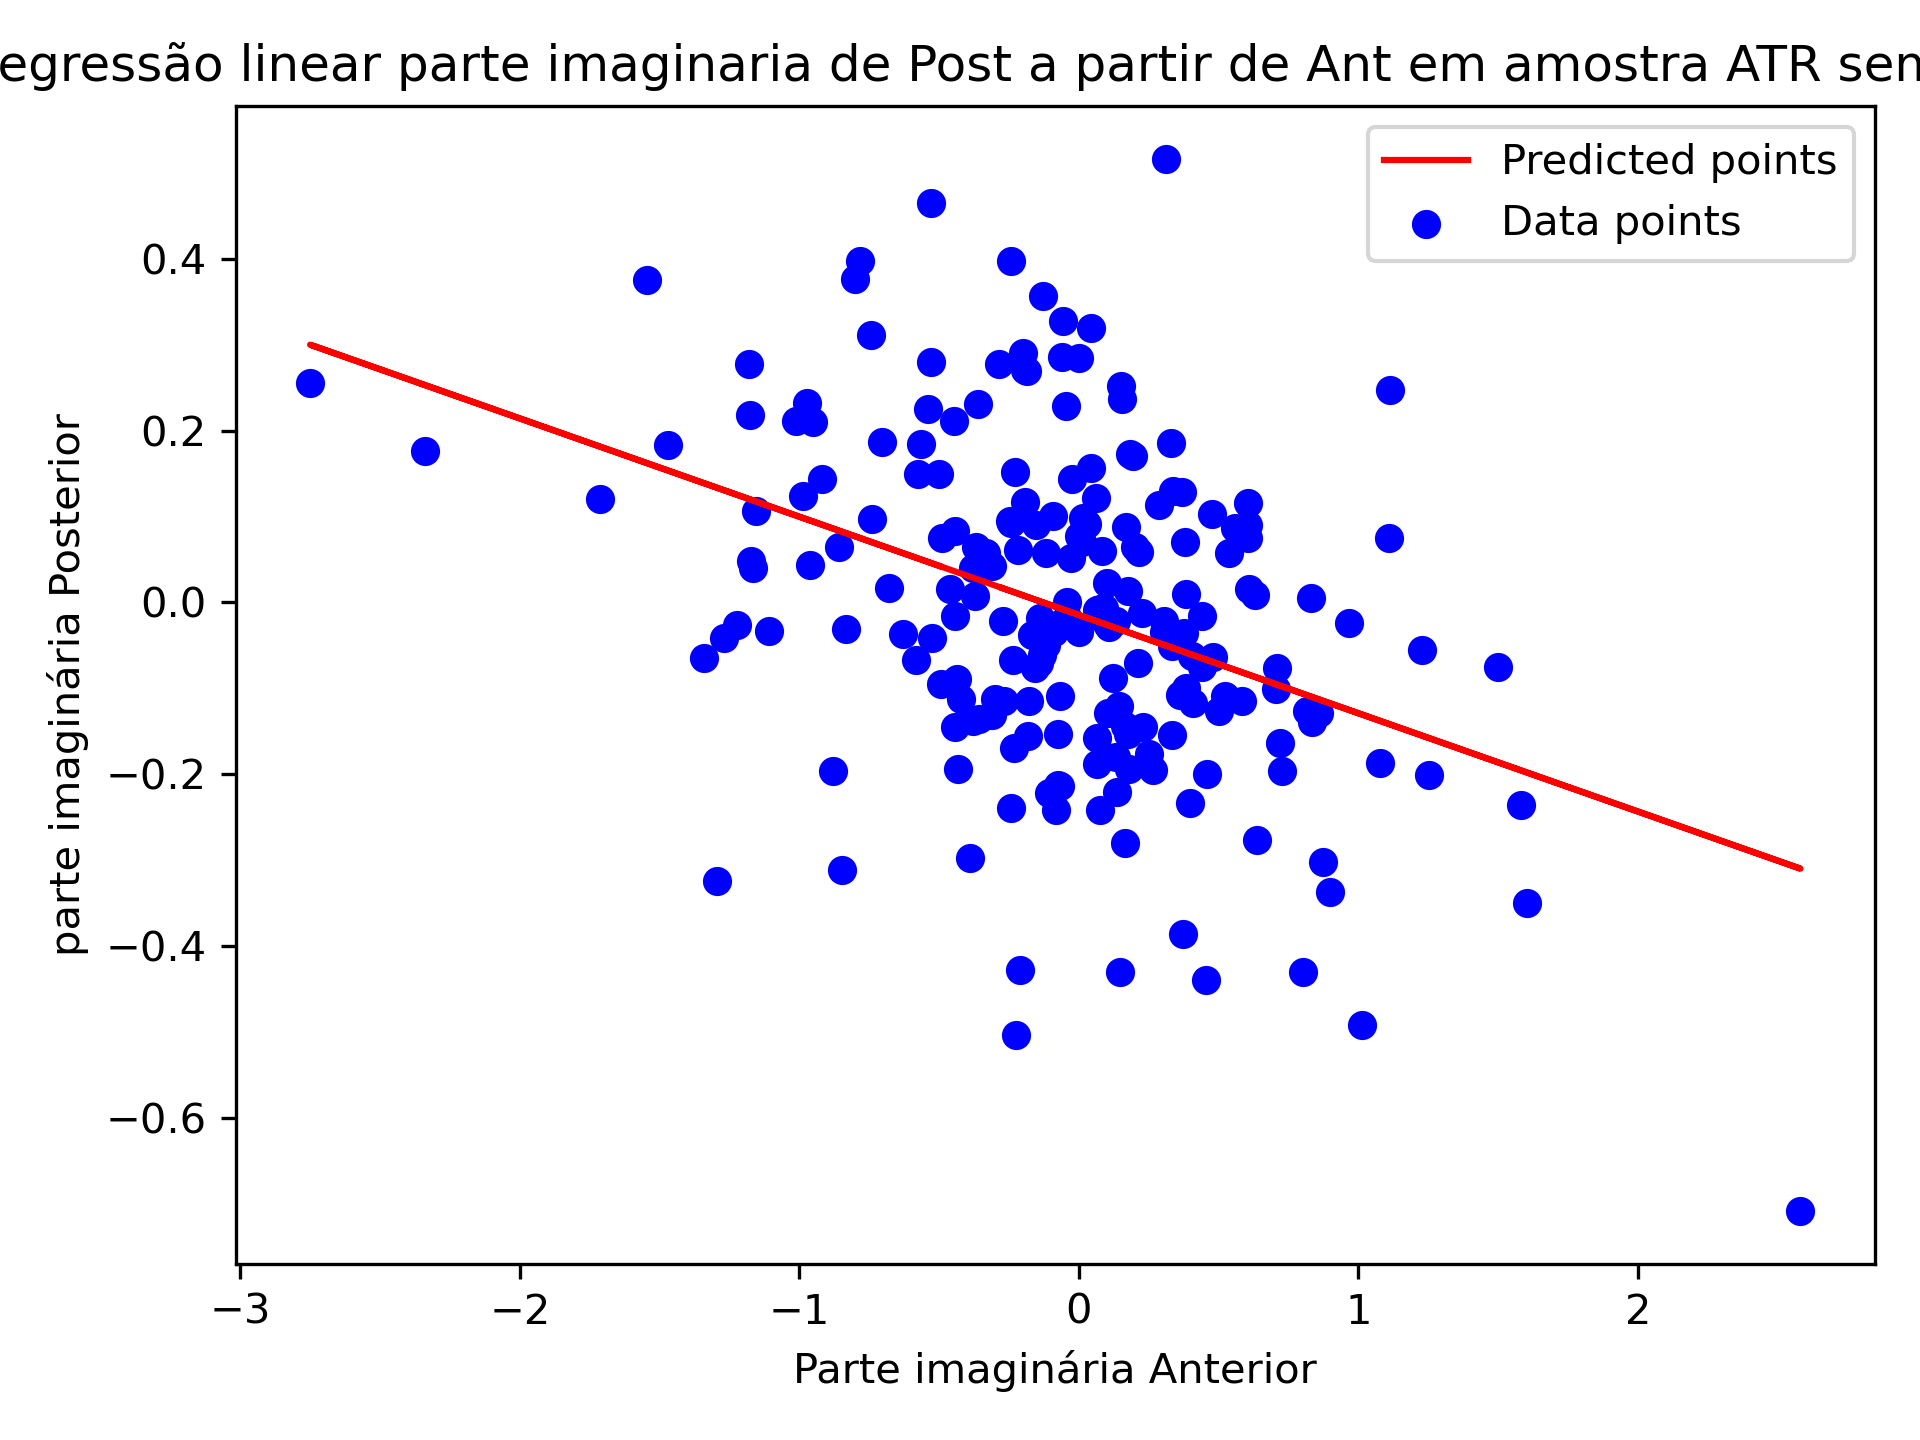 egressão linear parte imaginaria de Post a partir de Ant em amostra ATR sem
Predicted points
Data points
0.4
0.2
0.0
−0.2
−0.4
−0.6
parte imaginária Posterior
−3 −2 −1 0 1 2
Parte imaginária Anterior